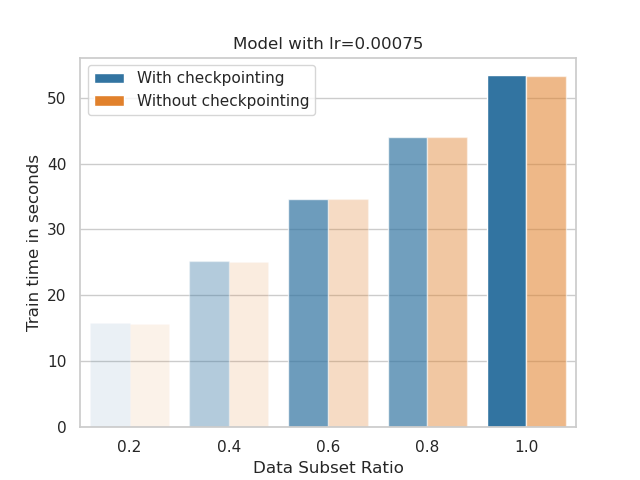 Model with lr=0.00075
With checkpointing
Without checkpointing
Train time in seconds
50
40
30
20
10
0
0.2 0.4 0.6 0.8 1.0
Data Subset Ratio